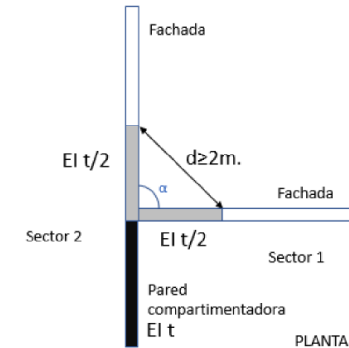 Fachada
EI t/2
d≥2m.
α
Fachada
Sector 2
EI t/2
Sector 1
Pared
compartimentadora
EI t
PLANTA